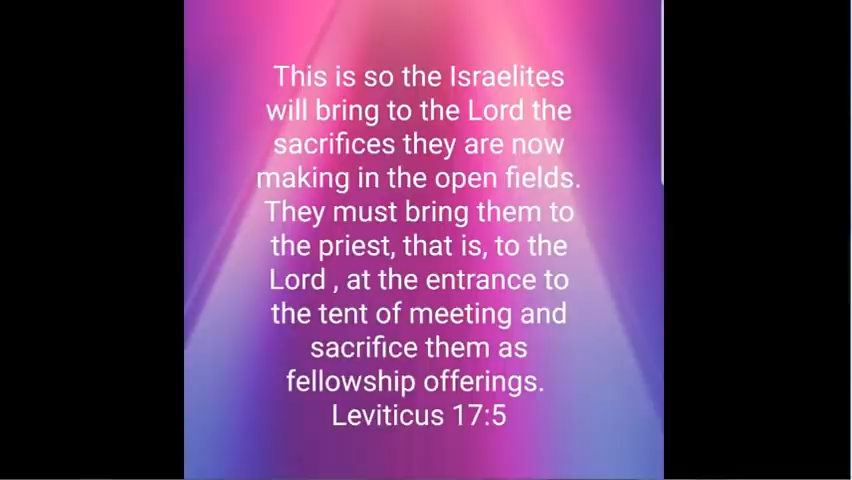 This is so the Israelites
will bring to the Lord the
sacrifices they are now
making in the open fields.
They must bring them to
the priest, that is, to the
Lord , at the entrance to
the tent of meeting and
sacrifice them as
fellowship offerings.
Leviticus 17:5